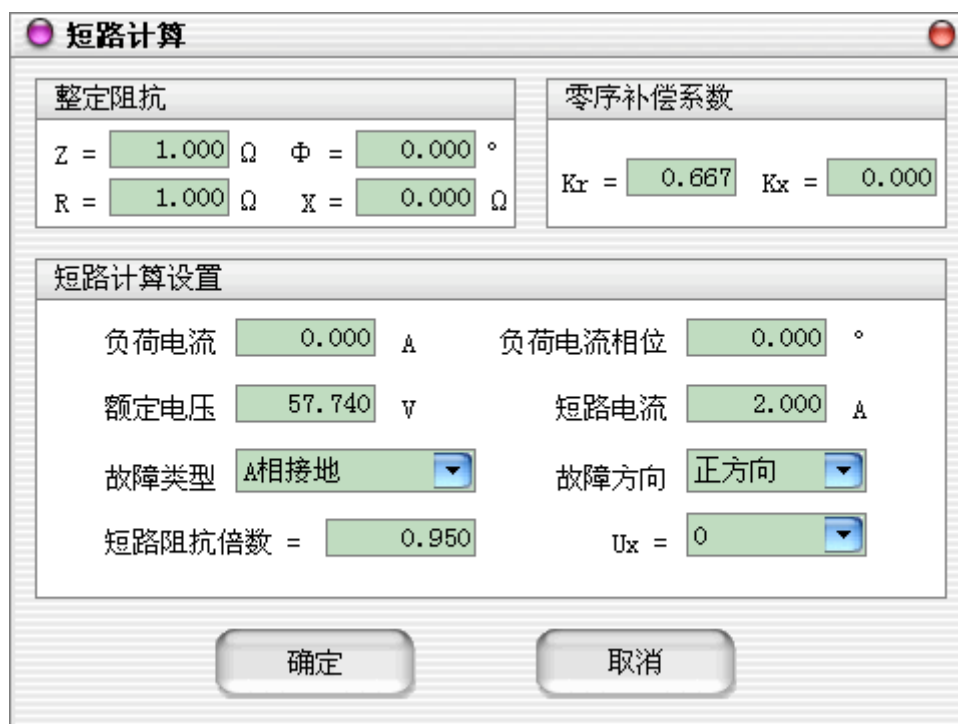 短路计算
整定阻抗
Z = 1.000 Ω Φ = 0.000 °
R = 1.000 Ω X = 0.000 Ω
零序补偿系数
Kr = 0.667 Kx = 0.000
短路计算设置
负荷电流 0.000 A 负荷电流相位 0.000 °
额定电压 57.740 V 短路电流 2.000 A
故障类型 A相接地 故障方向 正方向
短路阻抗倍数 = 0.950 Ux = 0
确定 取消